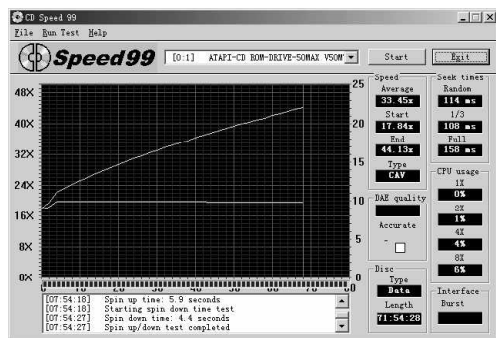 CD Speed 99
File Run Test Help
Speed99
[0:1] ATAPI-CD ROM-DRIVE-50MAX V50W
Start
Exit
48X
40X
32X
24X
16X
8X
0X
25
20
15
10
5
0
Speed
Average
33.45x
Start
17.84x
End
44.13x
Type
CAV
DAE quality
Accurate
-
Disc
Type
Data
Length
71:54:28
Seek times
Random
114 ms
1/3
108 ms
Full
158 ms
CPU usage
1X
0%
2X
1%
4X
4%
8X
6%
Interface
Burst
[07:54:18] Spin up time: 5.9 seconds
[07:54:18] Starting spin down time test
[07:54:27] Spin down time: 4.4 seconds
[07:54:27] Spin up/down test completed